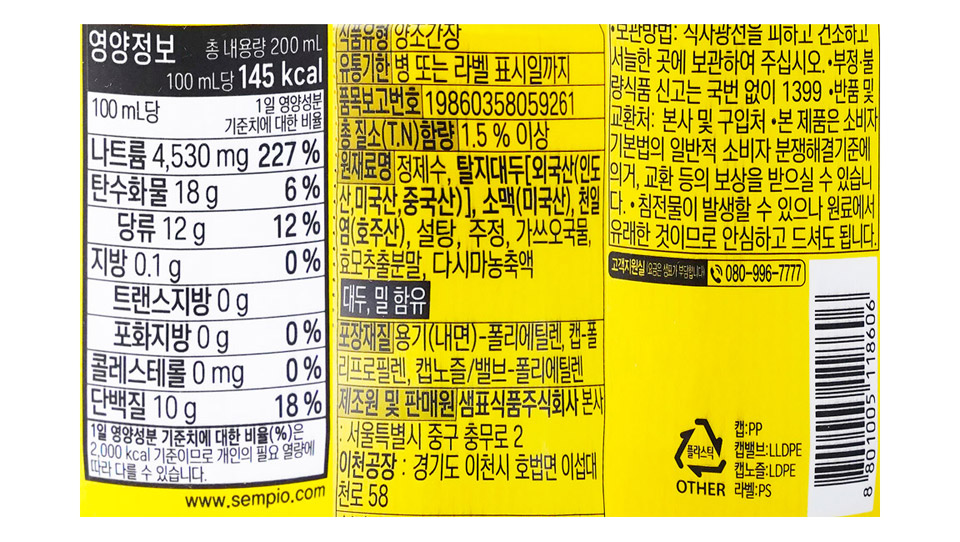 영양정보 총 내용량 200 mL
100 mL당 145 kcal
100 mL당 1일 영양성분
기준치에 대한 비율
나트륨 4,530 mg 227 %
탄수화물 18 g 6 %
당류 12 g 12 %
지방 0.1 g 0 %
트랜스지방 0 g
포화지방 0 g 0 %
콜레스테롤 0 mg 0 %
단백질 10 g 18 %
1일 영양성분 기준치에 대한 비율(%)은
2,000 kcal 기준이므로 개인의 필요 열량에
따라 다를 수 있습니다.
www.sempio.com
식품유형 양조간장
유통기한 병 또는 라벨 표시일까지
품목보고번호 19860358059261
총 질소(T.N)함량 1.5 % 이상
원재료명 정제수, 탈지대두[외국산(인도
산,미국산,중국산)], 소맥(미국산), 천일
염(호주산), 설탕, 주정, 가쓰오국물,
효모추출분말, 다시마농축액
대두, 밀 함유
포장재질 용기(내면)-폴리에틸렌, 캡-폴
리프로필렌, 캡노즐/밸브-폴리에틸렌
제조원 및 판매원 샘표식품주식회사 본사
: 서울특별시 중구 충무로 2
이천공장 : 경기도 이천시 호법면 이섭대
천로 58
•보관방법: 직사광선을 피하고 건조하고
서늘한 곳에 보관하여 주십시오. •부정·불
량식품 신고는 국번 없이 1399 •반품 및
교환처: 본사 및 구입처 •본 제품은 소비자
기본법의 일반적 소비자 분쟁해결기준에
의거, 교환 등의 보상을 받으실 수 있습니
다. •침전물이 발생할 수 있으나 원료에서
유래한 것이므로 안심하고 드셔도 됩니다.
고객지원실 (요금은 샘표가 부담합니다) 080-996-7777
플라스틱
OTHER
캡:PP
캡밸브:LLDPE
캡노즐:LDPE
라벨:PS
8 801005 118606